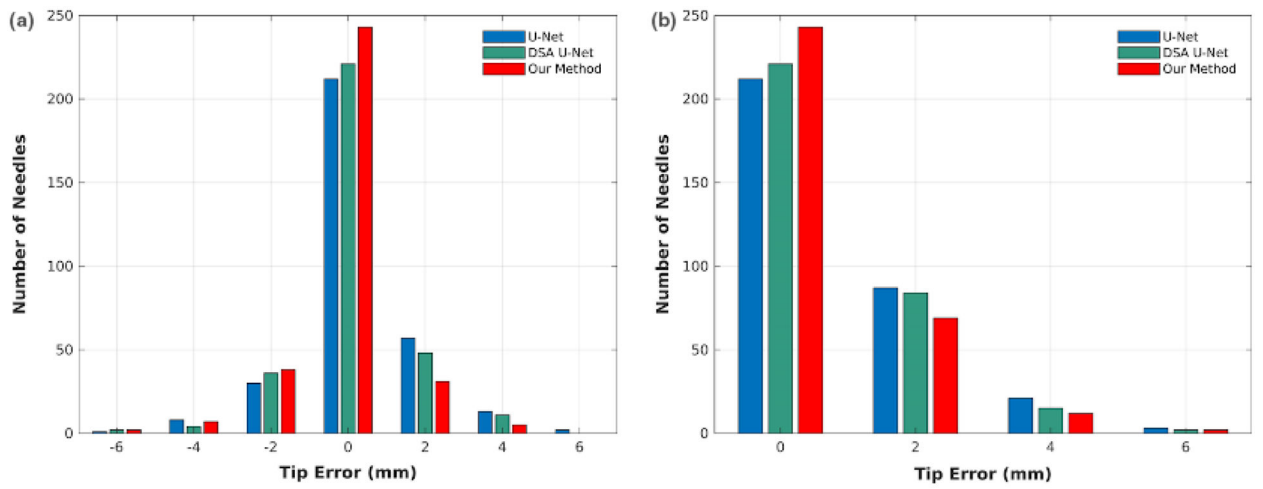 (a)
250
200
150
100
50
0
Number of Needles
U-Net
DSA U-Net
Our Method
-6 -4 -2 0 2 4 6
Tip Error (mm)
(b)
250
200
150
100
50
0
Number of Needles
U-Net
DSA U-Net
Our Method
0 2 4 6
Tip Error (mm)